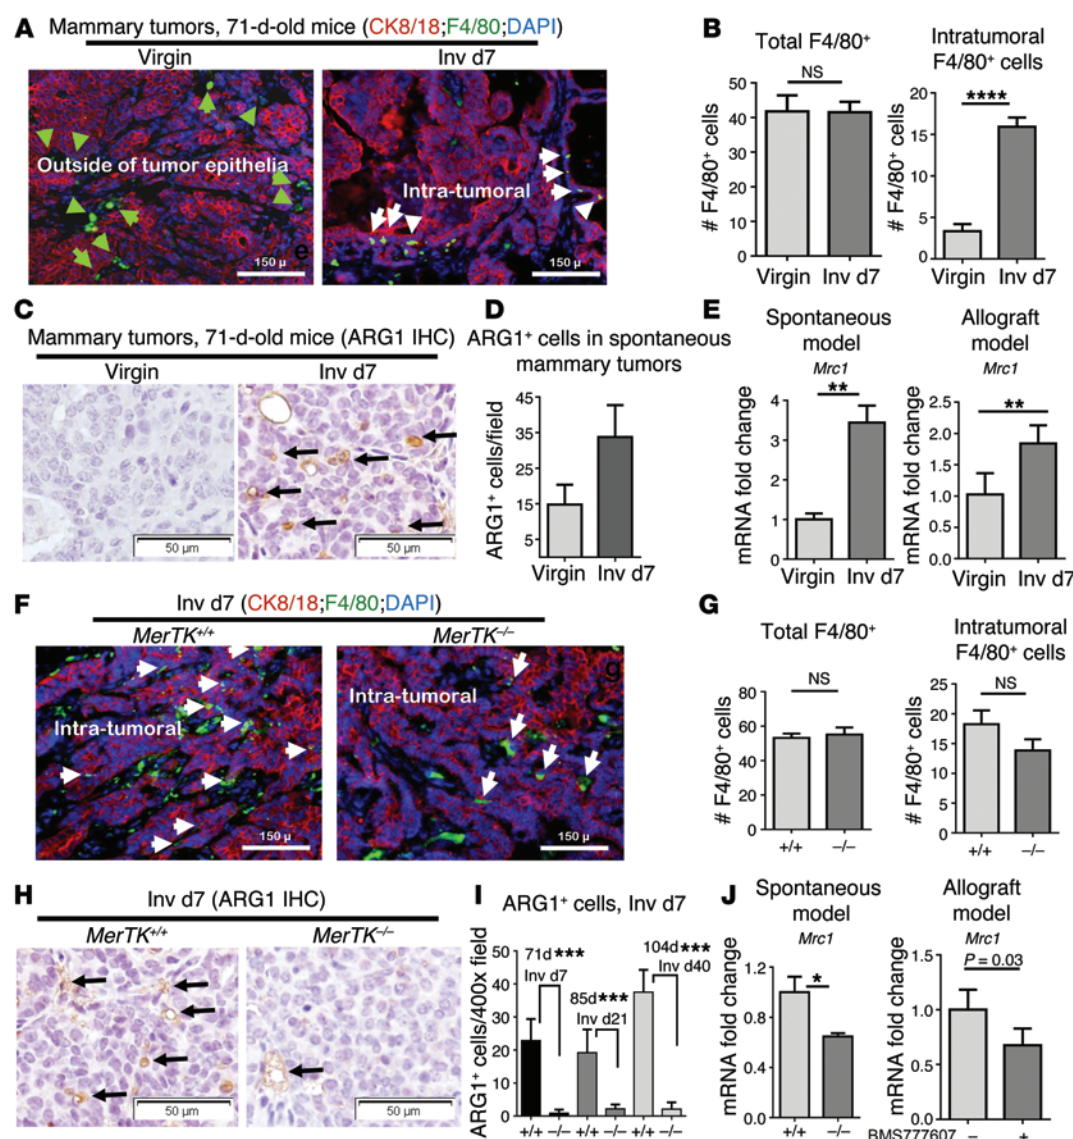 A Mammary tumors, 71-d-old mice (CK8/18;F4/80;DAPI)
Virgin Inv d7
Outside of tumor epithelia
e
150 µ
Intra-tumoral
150 µ
B Total F4/80⁺
Intratumoral
F4/80⁺ cells
NS
# F4/80⁺ cells
50
40
30
20
10
0
Virgin Inv d7
****
# F4/80⁺ cells
20
15
10
5
0
Virgin Inv d7
C Mammary tumors, 71-d-old mice (ARG1 IHC)
Virgin Inv d7
50 µm
50 µm
D ARG1⁺ cells in spontaneous
mammary tumors
ARG1⁺ cells/field
45
35
25
15
0
Virgin Inv d7
E Spontaneous
model
Mrc1
**
mRNA fold change
5
4
3
2
1
0
Virgin Inv d7
Allograft
model
Mrc1
**
mRNA fold change
2.5
2.0
1.5
1.0
0.5
0.0
Virgin Inv d7
F Inv d7 (CK8/18;F4/80;DAPI)
MerTK+/+ MerTK–/–
Intra-tumoral
150 µ
g
Intra-tumoral
150 µ
G Total F4/80⁺
NS
# F4/80⁺ cells
80
60
40
20
0
+/+ –/–
Intratumoral
F4/80⁺ cells
NS
# F4/80⁺ cells
25
20
15
10
5
0
+/+ –/–
H Inv d7 (ARG1 IHC)
MerTK+/+ MerTK–/–
50 µm
50 µm
I ARG1⁺ cells, Inv d7
ARG1⁺ cells/400x field
50
40
30
20
10
0
71d ***
Inv d7
85d ***
Inv d21
104d ***
Inv d40
+/+ –/– +/+ –/– +/+ –/–
J Spontaneous
model
Mrc1
*
mRNA fold change
1.2
0.8
0.4
0.0
+/+ –/–
Allograft
model
Mrc1
P = 0.03
mRNA fold change
1.5
1.0
0.5
0.0
BMS777607 – +